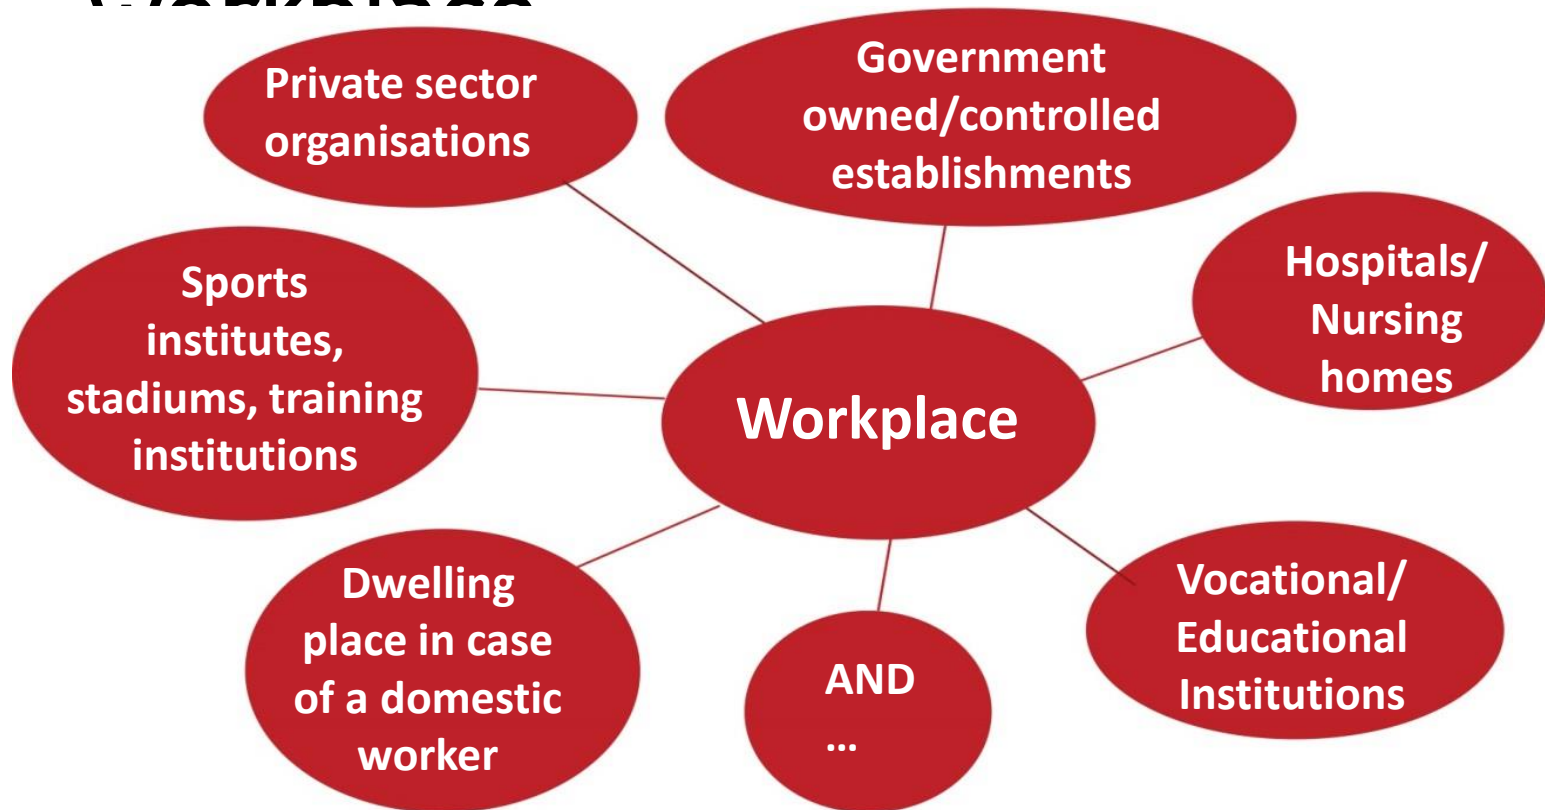 Private sector
organisations
Government
owned/controlled
establishments
Hospitals/
Nursing
homes
Sports
institutes,
stadiums, training
institutions
Workplace
Dwelling
place in case
of a domestic
worker
AND
...
Vocational/
Educational
Institutions